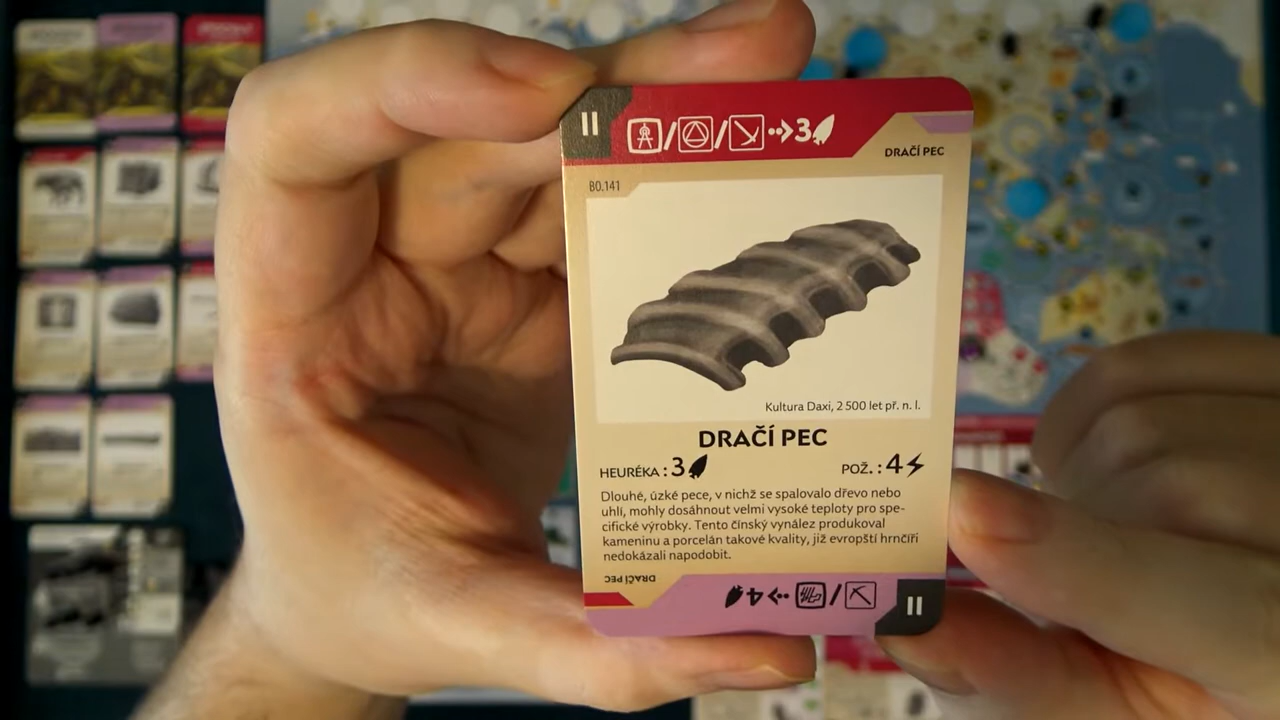 II
/ / 3
DRAČÍ PEC
B0.141
Kultura Daxi, 2 500 let př. n. l.
DRAČÍ PEC
HEURÉKA : 3
POŽ. : 4
Dlouhé, úzké pece, v nichž se spalovalo dřevo nebo
uhlí, mohly dosáhnout velmi vysoké teploty pro spe-
cifické výrobky. Tento čínský vynález produkoval
kameninu a porcelán takové kvality, již evropští hrnčíři
nedokázali napodobit.
DRAČÍ PEC
/ 4
II